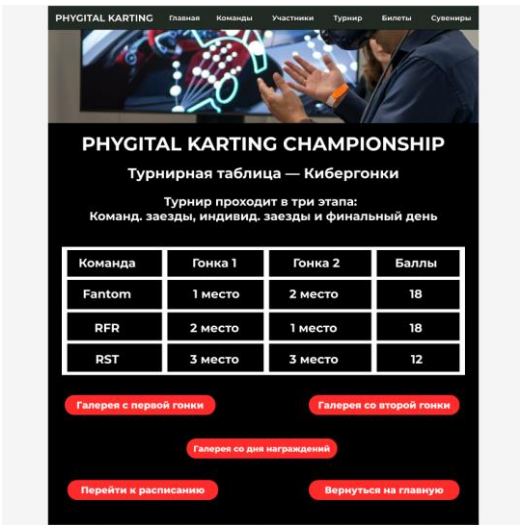 PHYGITAL KARTING Главная Команды Участники Турнир Билеты Сувениры
PHYGITAL KARTING CHAMPIONSHIP
Турнирная таблица — Кибергонки
Турнир проходит в три этапа:
Команд. заезды, индивид. заезды и финальный день
Команда Гонка 1 Гонка 2 Баллы
Fantom 1 место 2 место 18
RFR 2 место 1 место 18
RST 3 место 3 место 12
Галерея с первой гонки Галерея со второй гонки
Галерея со дня награждений
Перейти к расписанию Вернуться на главную